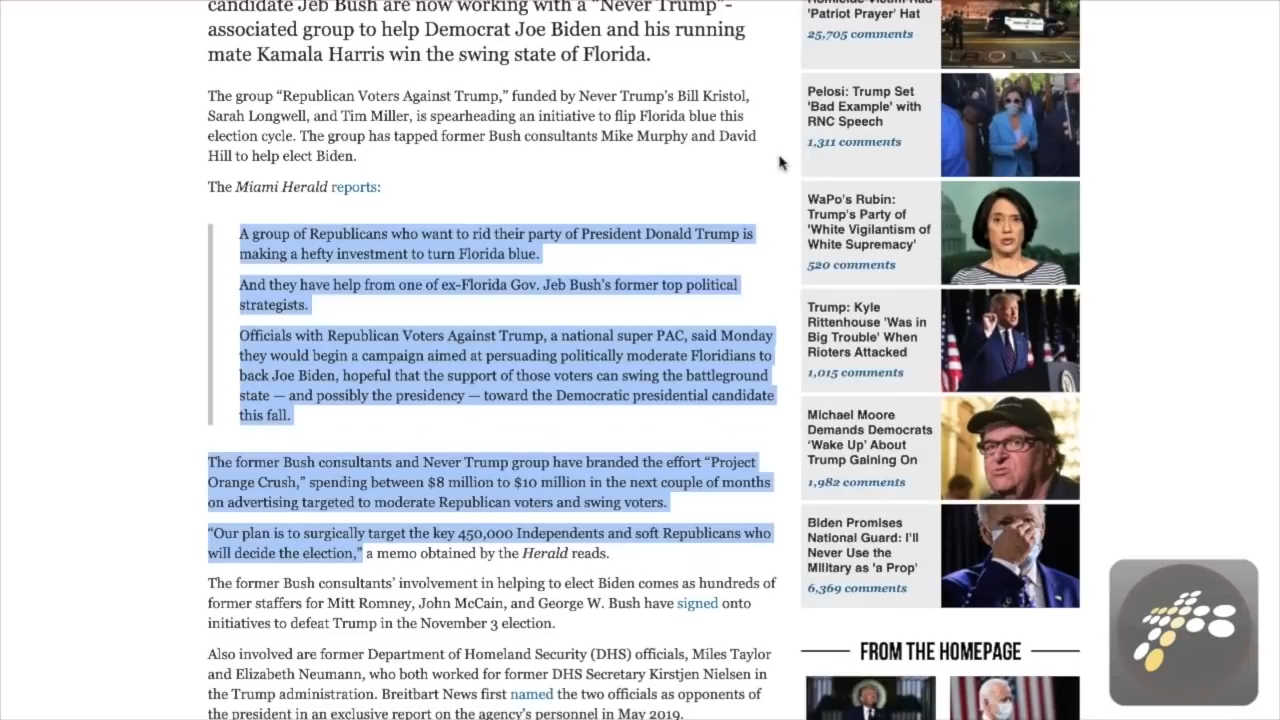 candidate Jeb Bush are now working with a “Never Trump”-
associated group to help Democrat Joe Biden and his running
mate Kamala Harris win the swing state of Florida.
The group “Republican Voters Against Trump,” funded by Never Trump’s Bill Kristol,
Sarah Longwell, and Tim Miller, is spearheading an initiative to flip Florida blue this
election cycle. The group has tapped former Bush consultants Mike Murphy and David
Hill to help elect Biden.
The Miami Herald reports:
A group of Republicans who want to rid their party of President Donald Trump is
making a hefty investment to turn Florida blue.
And they have help from one of ex-Florida Gov. Jeb Bush’s former top political
strategists.
Officials with Republican Voters Against Trump, a national super PAC, said Monday
they would begin a campaign aimed at persuading politically moderate Floridians to
back Joe Biden, hopeful that the support of those voters can swing the battleground
state — and possibly the presidency — toward the Democratic presidential candidate
this fall.
The former Bush consultants and Never Trump group have branded the effort “Project
Orange Crush,” spending between $8 million to $10 million in the next couple of months
on advertising targeted to moderate Republican voters and swing voters.
“Our plan is to surgically target the key 450,000 Independents and soft Republicans who
will decide the election,” a memo obtained by the Herald reads.
The former Bush consultants’ involvement in helping to elect Biden comes as hundreds of
former staffers for Mitt Romney, John McCain, and George W. Bush have signed onto
initiatives to defeat Trump in the November 3 election.
Also involved are former Department of Homeland Security (DHS) officials, Miles Taylor
and Elizabeth Neumann, who both worked for former DHS Secretary Kirstjen Nielsen in
the Trump administration. Breitbart News first named the two officials as opponents of
the president in an exclusive report on the agency’s personnel in May 2019.
Homicide Victim Had
'Patriot Prayer' Hat
25,705 comments
Pelosi: Trump Set
'Bad Example' with
RNC Speech
1,311 comments
WaPo's Rubin:
Trump's Party of
'White Vigilantism of
White Supremacy'
520 comments
Trump: Kyle
Rittenhouse 'Was in
Big Trouble' When
Rioters Attacked
1,015 comments
Michael Moore
Demands Democrats
‘Wake Up’ About
Trump Gaining On
1,982 comments
Biden Promises
National Guard: I'll
Never Use the
Military as 'a Prop'
6,369 comments
FROM THE HOMEPAGE